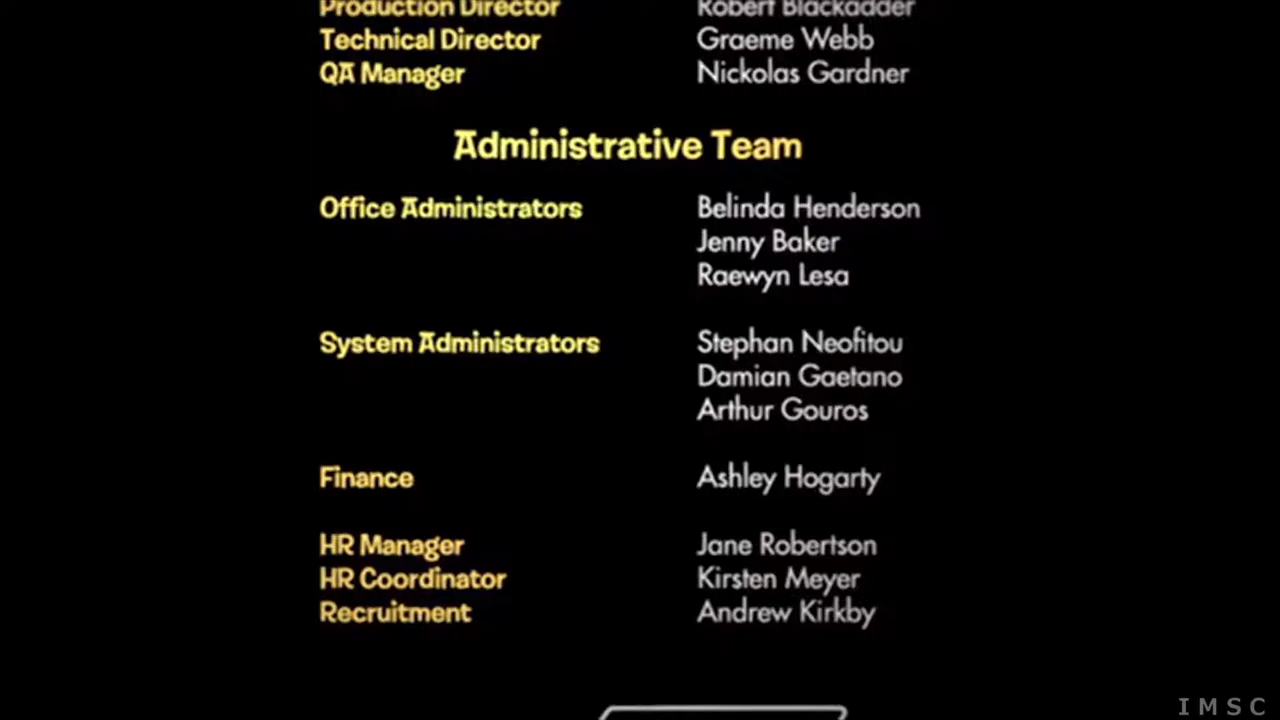 Production Director Robert Blackadder
Technical Director Graeme Webb
QA Manager Nickolas Gardner
Administrative Team
Office Administrators Belinda Henderson
Jenny Baker
Raewyn Lesa
System Administrators Stephan Neofitou
Damian Gaetano
Arthur Gouros
Finance Ashley Hogarty
HR Manager Jane Robertson
HR Coordinator Kirsten Meyer
Recruitment Andrew Kirkby
IMSC